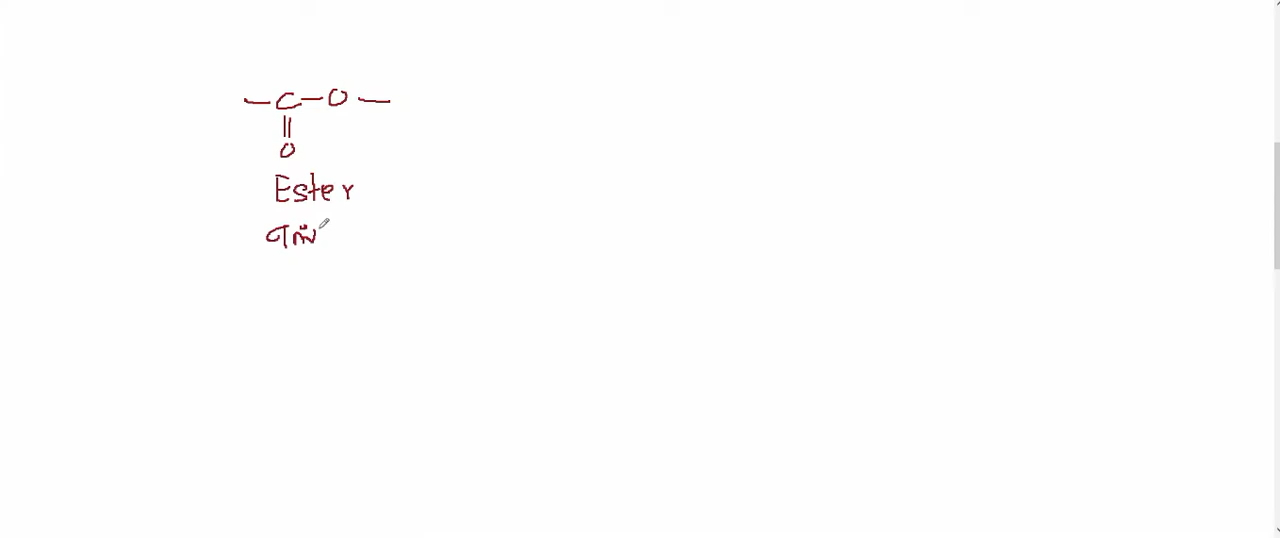 — C — O —
||
O
Ester